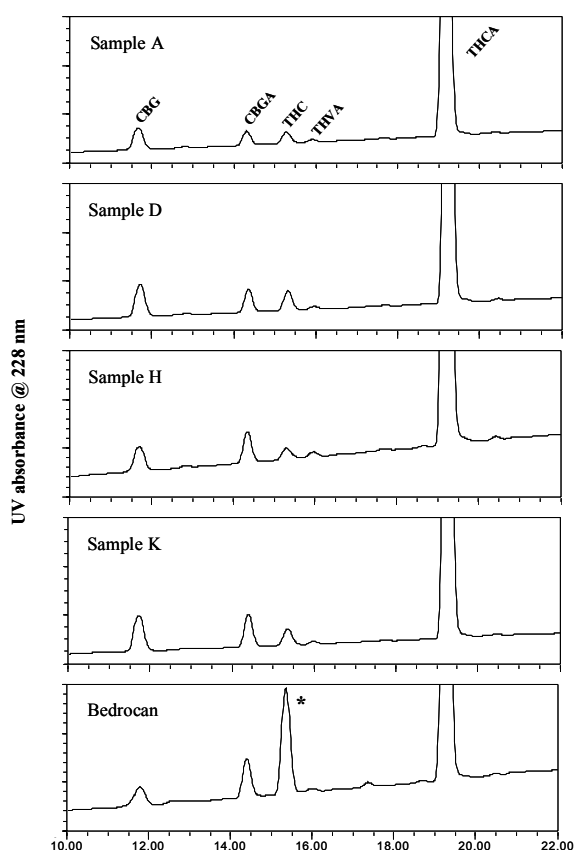 Sample A
CBG
CBGA
THC
THVA
THCA
Sample D
UV absorbance @ 228 nm
Sample H
Sample K
Bedrocan
*
10.00 12.00 14.00 16.00 18.00 20.00 22.00